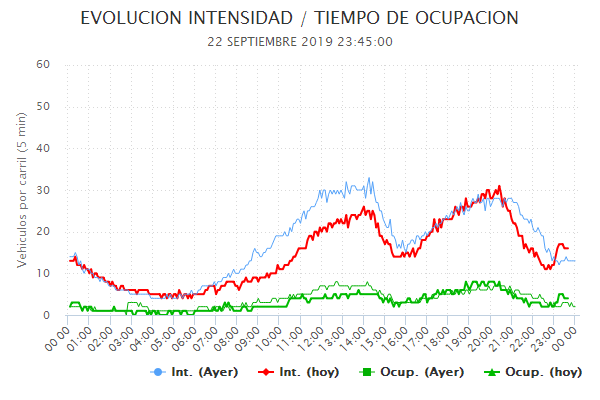 EVOLUCION INTENSIDAD / TIEMPO DE OCUPACION
22 SEPTIEMBRE 2019 23:45:00
Vehiculos por carril (5 min)
60
50
40
30
20
10
0
00:00 01:00 02:00 03:00 04:00 05:00 06:00 07:00 08:00 09:00 10:00 11:00 12:00 13:00 14:00 15:00 16:00 17:00 18:00 19:00 20:00 21:00 22:00 23:00 00:00
Int. (Ayer) Int. (hoy) Ocup. (Ayer) Ocup. (hoy)